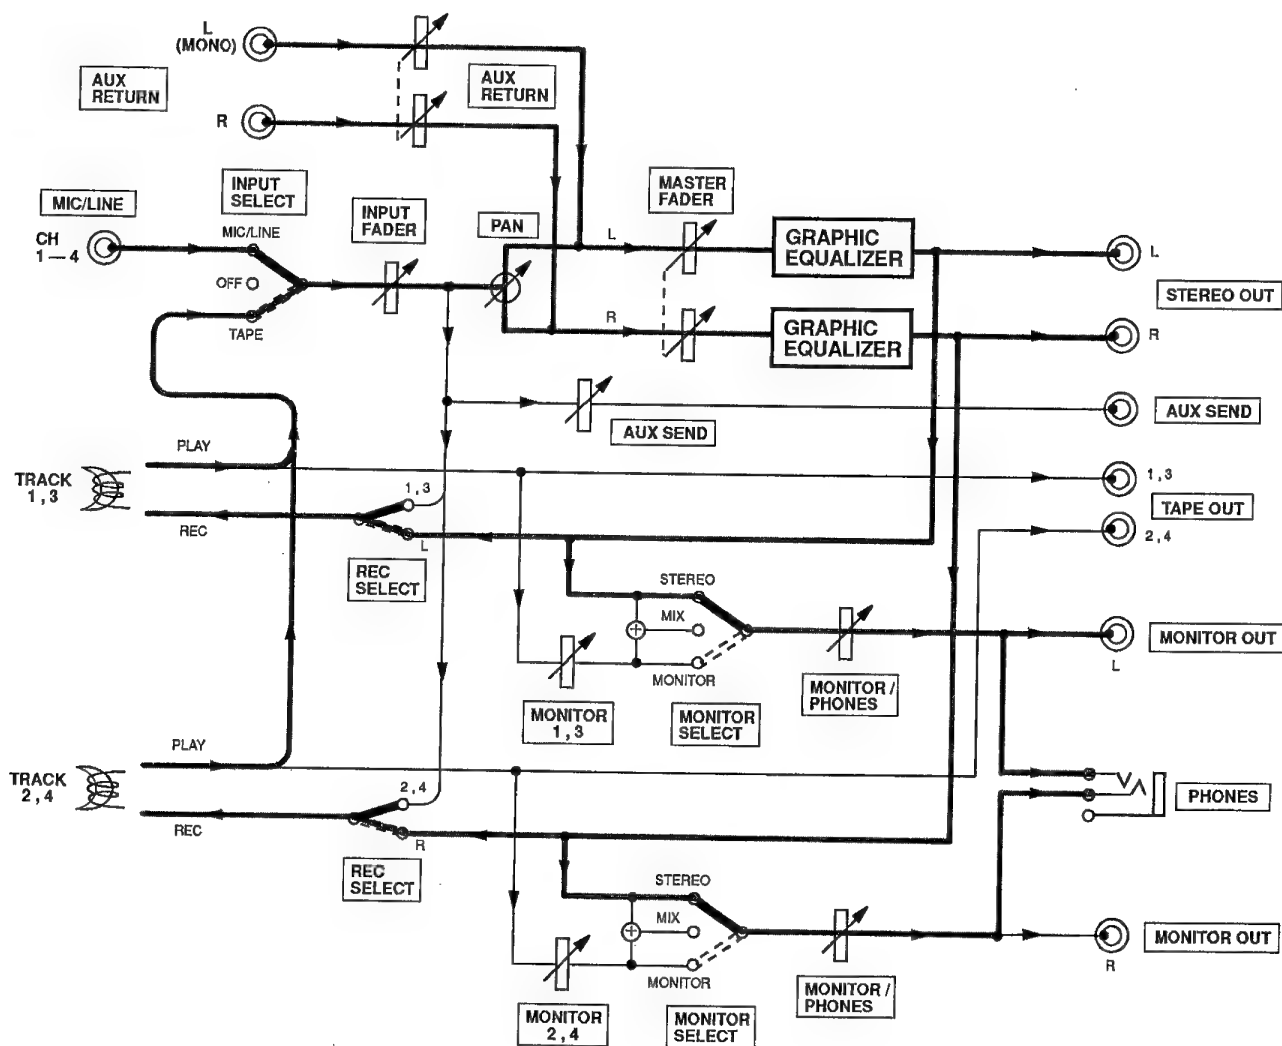 L
(MONO)
AUX
RETURN
AUX
RETURN
R
MIC/LINE
INPUT
SELECT
INPUT
FADER
PAN
MASTER
FADER
CH
1—4
MIC/LINE
OFF
TAPE
L
R
GRAPHIC
EQUALIZER
GRAPHIC
EQUALIZER
L
STEREO OUT
R
AUX SEND
AUX SEND
TRACK
1,3
PLAY
REC
1,3
L
REC
SELECT
1,3
TAPE OUT
2,4
STEREO
MIX
MONITOR
MONITOR
1,3
MONITOR
SELECT
MONITOR /
PHONES
MONITOR OUT
L
TRACK
2,4
PLAY
REC
2,4
R
REC
SELECT
PHONES
STEREO
MIX
MONITOR
MONITOR
2,4
MONITOR
SELECT
MONITOR /
PHONES
MONITOR OUT
R